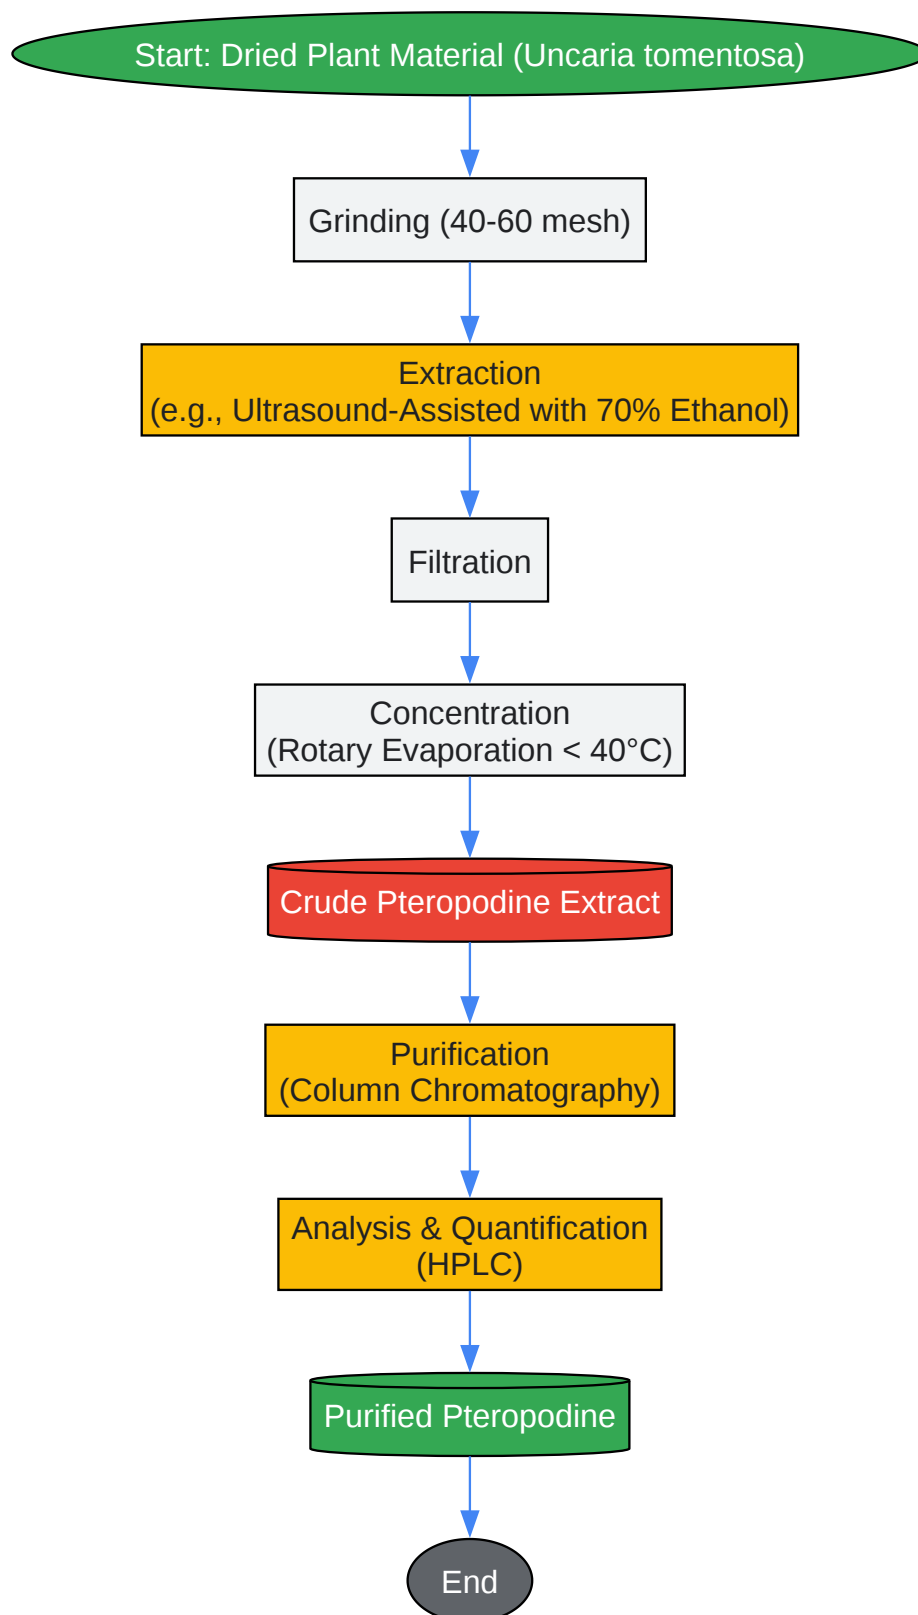 Start: Dried Plant Material (Uncaria tomentosa)
Grinding (40-60 mesh)
Extraction
(e.g., Ultrasound-Assisted with 70% Ethanol)
Filtration
Concentration
(Rotary Evaporation < 40°C)
Crude Pteropodine Extract
Purification
(Column Chromatography)
Analysis & Quantification
(HPLC)
Purified Pteropodine
End